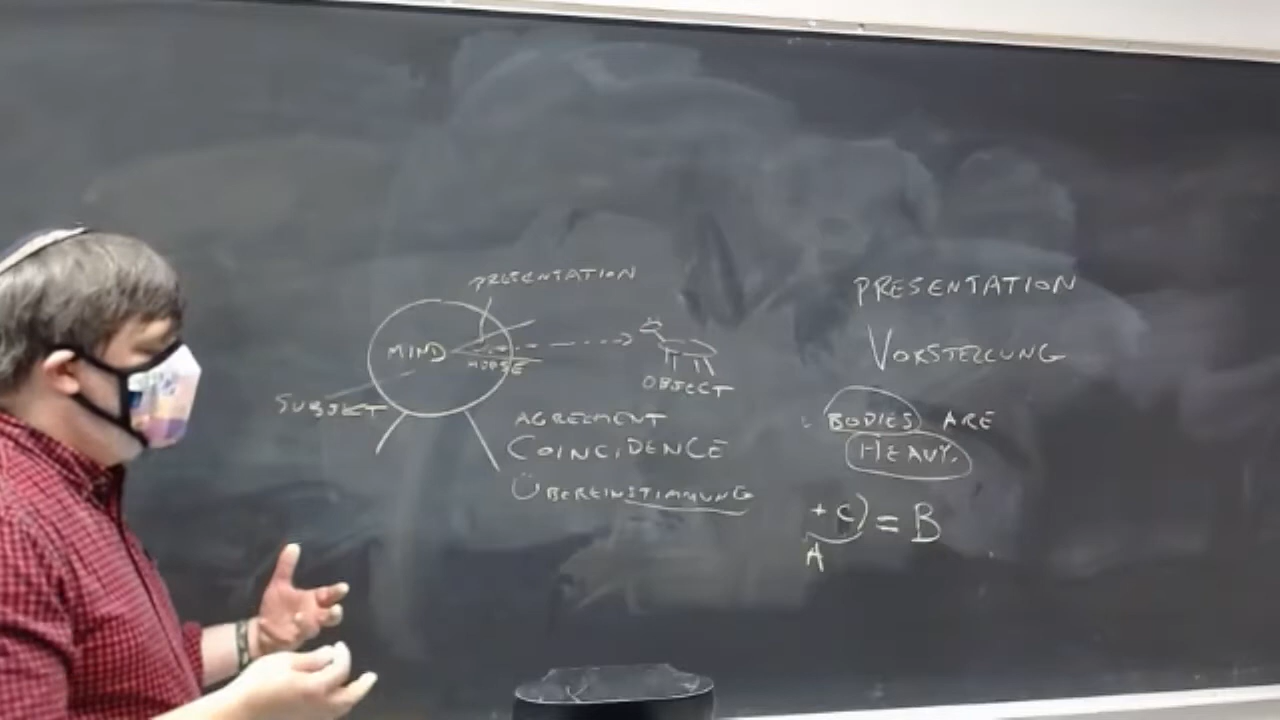 PRESENTATION
MIND
HORSE
OBJECT
SUBJECT
AGREEMENT
COINCIDENCE
ÜBEREINSTIMMUNG
PRESENTATION
VORSTELLUNG
BODIES ARE
HEAVY.
+ C) = B
A